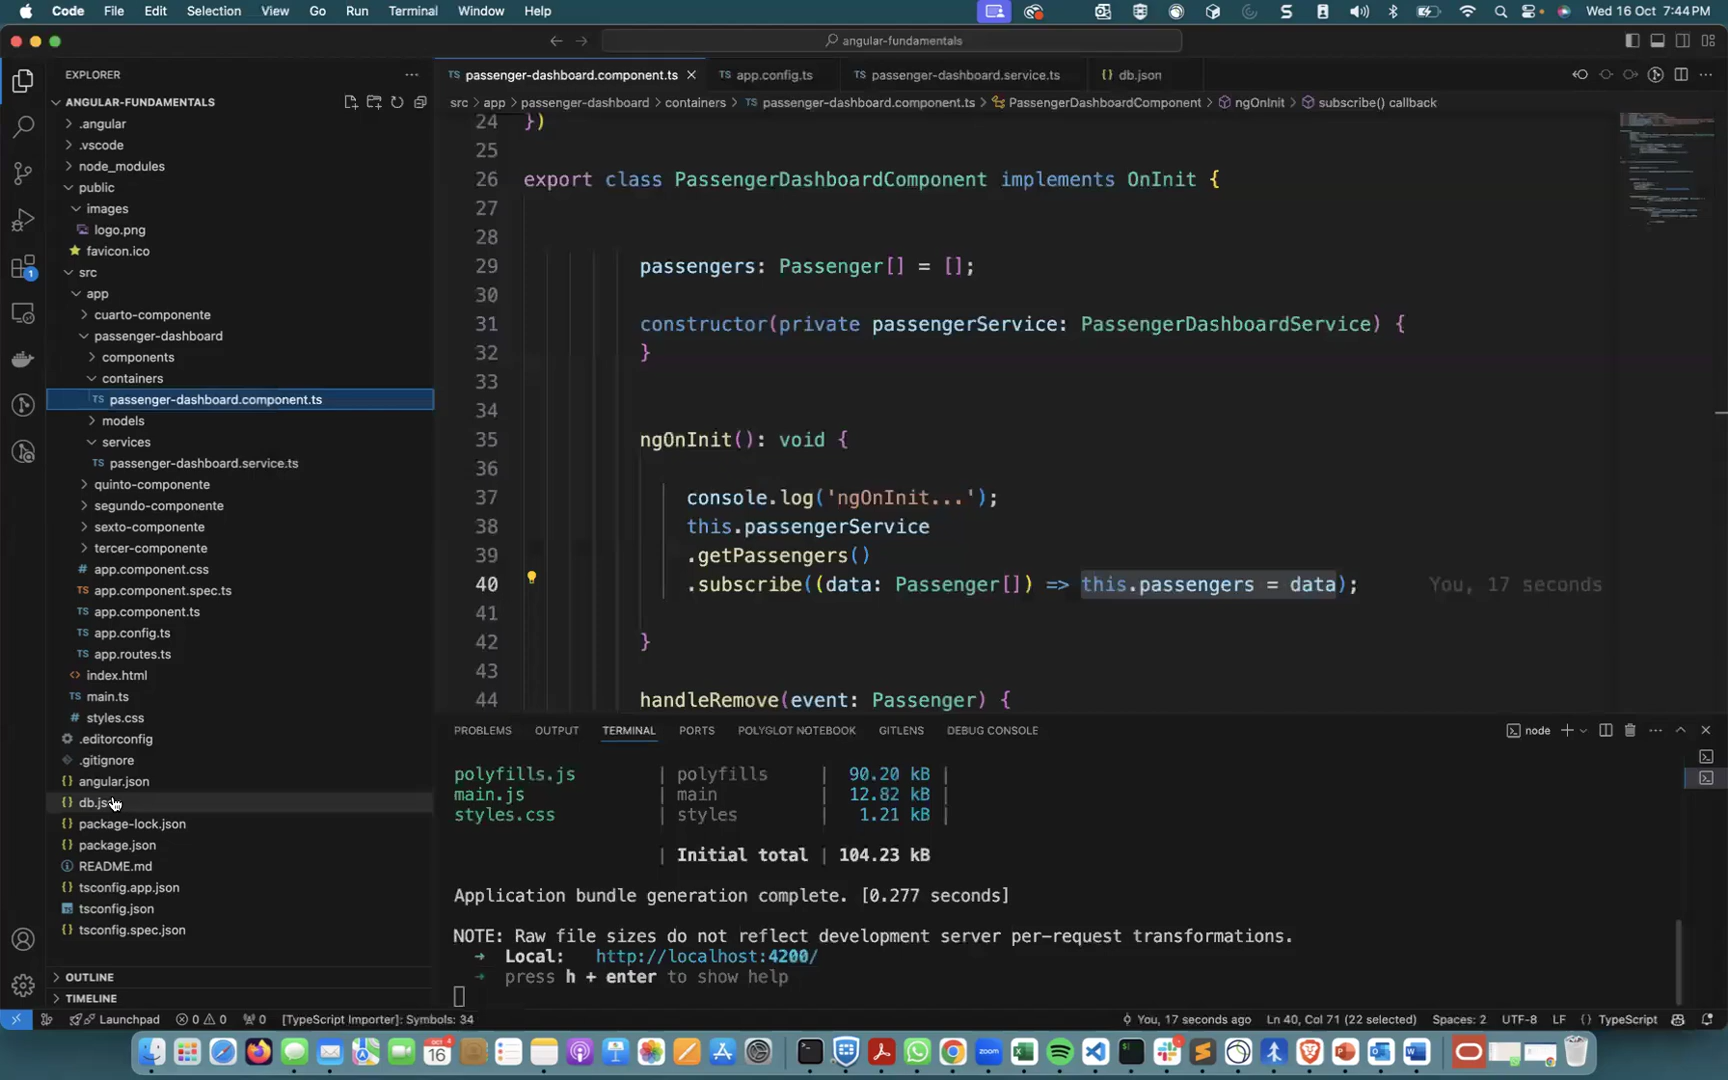 Code File Edit Selection View Go Run Terminal Window Help Wed 16 Oct 7:44 PM
angular-fundamentals
EXPLORER
passenger-dashboard.component.ts app.config.ts passenger-dashboard.service.ts db.json
src app passenger-dashboard containers passenger-dashboard.component.ts PassengerDashboardComponent ngOnInit subscribe() callback
ANGULAR-FUNDAMENTALS
.angular
.vscode
node_modules
public
images
logo.png
favicon.ico
src
app
cuarto-componente
passenger-dashboard
components
containers
passenger-dashboard.component.ts
models
services
passenger-dashboard.service.ts
quinto-componente
segundo-componente
sexto-componente
tercer-componente
app.component.css
app.component.spec.ts
app.component.ts
app.config.ts
app.routes.ts
index.html
main.ts
styles.css
.editorconfig
.gitignore
angular.json
package-lock.json
package.json
README.md
tsconfig.app.json
tsconfig.json
tsconfig.spec.json
OUTLINE
TIMELINE
24 })
25
26 export class PassengerDashboardComponent implements OnInit {
27
28
29 passengers: Passenger[] = [];
30
31 constructor(private passengerService: PassengerDashboardService) {
32 }
33
34
35 ngOnInit(): void {
36
37 console.log('ngOnInit...');
38 this.passengerService
39 .getPassengers()
40 .subscribe((data: Passenger[]) => this.passengers = data); You, 17 seconds
41
42 }
43
44 handleRemove(event: Passenger) {
PROBLEMS OUTPUT TERMINAL PORTS POLYGLOT NOTEBOOK GITLENS DEBUG CONSOLE node
polyfills.js | polyfills | 90.20 kB |
main.js | main | 12.82 kB |
styles.css | styles | 1.21 kB |
| Initial total | 104.23 kB
Application bundle generation complete. [0.277 seconds]
NOTE: Raw file sizes do not reflect development server per-request transformations.
➜ Local: http://localhost:4200/
➜ press h + enter to show help
Launchpad 0 0 0 [TypeScript Importer]: Symbols: 34 You, 17 seconds ago Ln 40, Col 71 (22 selected) Spaces: 2 UTF-8 LF {} TypeScript